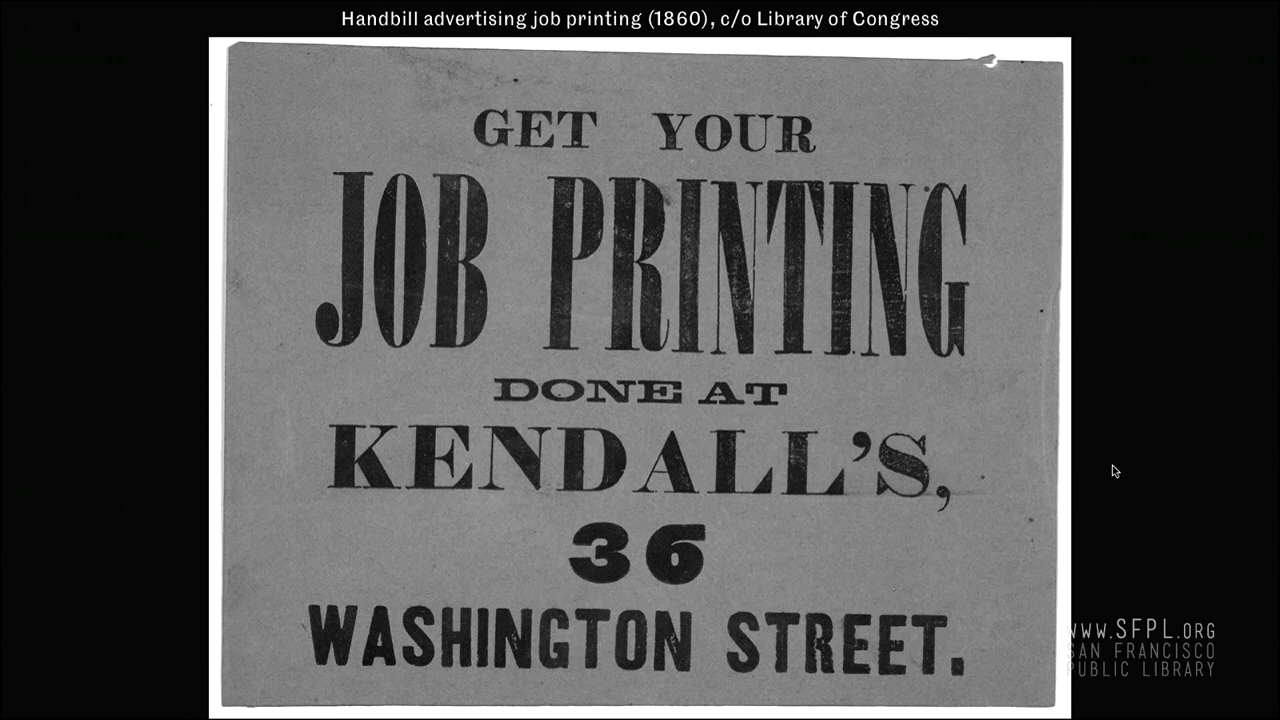 Handbill advertising job printing (1860), c/o Library of Congress
GET YOUR
JOB PRINTING
DONE AT
KENDALL'S,
36
WASHINGTON STREET.
WWW.SFPL.ORG
SAN FRANCISCO
PUBLIC LIBRARY